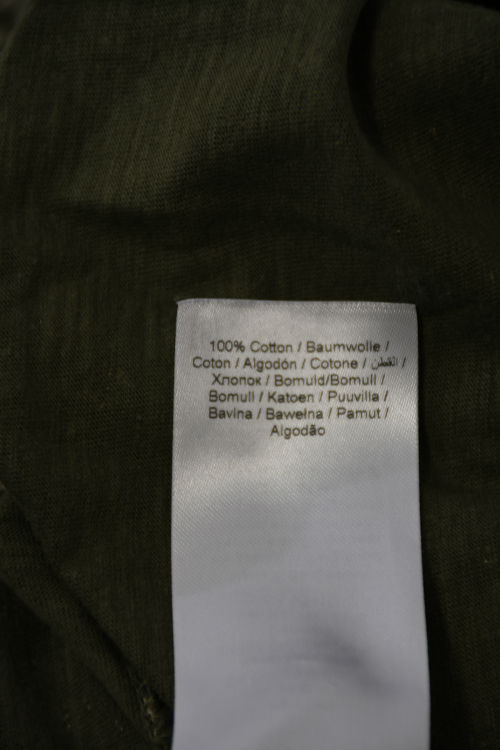 100% Cotton / Baumwolle /
Coton / Algodón / Cotone / القطن /
Хлопок / Bomuld/Bomull /
Bomull / Katoen / Puuvilla /
Bavlna / Bawełna / Pamut /
Algodão